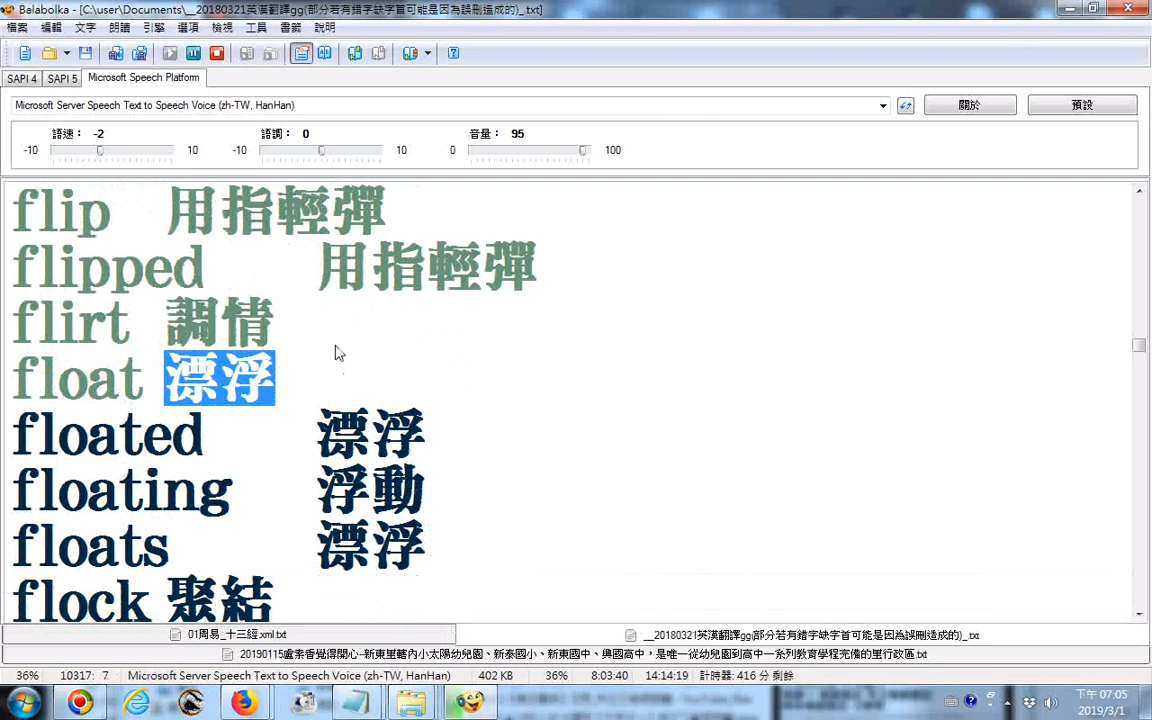 Balabolka - [C:\user\Documents\__20180321英漢翻譯gg(部分若有錯字缺字首可能是因為誤刪造成的)_.txt]
檔案 編輯 文字 朗讀 引擎 選項 檢視 工具 書籤 說明
SAPI 4 SAPI 5 Microsoft Speech Platform
Microsoft Server Speech Text to Speech Voice (zh-TW, HanHan) 關於 預設
語速： -2 語調： 0 音量： 95
-10 10 -10 10 0 100
flip 用指輕彈
flipped 用指輕彈
flirt 調情
float 漂浮
floated 漂浮
floating 浮動
floats 漂浮
flock 聚結
01周易_十三經.xml.txt __20180321英漢翻譯gg(部分若有錯字缺字首可能是因為誤刪造成的)_.txt
20190115盧素香覺得開心-新東里轄內小太陽幼兒園、新泰國小、新東國中、興國高中，是唯一從幼兒園到高中一系列教育學程完備的里行政區.txt
36% 10317: 7 Microsoft Server Speech Text to Speech Voice (zh-TW, HanHan) 402 KB 36% 8:03:40 14:14:19 計時器: 416 分 剩餘
下午 07:05
2019/3/1